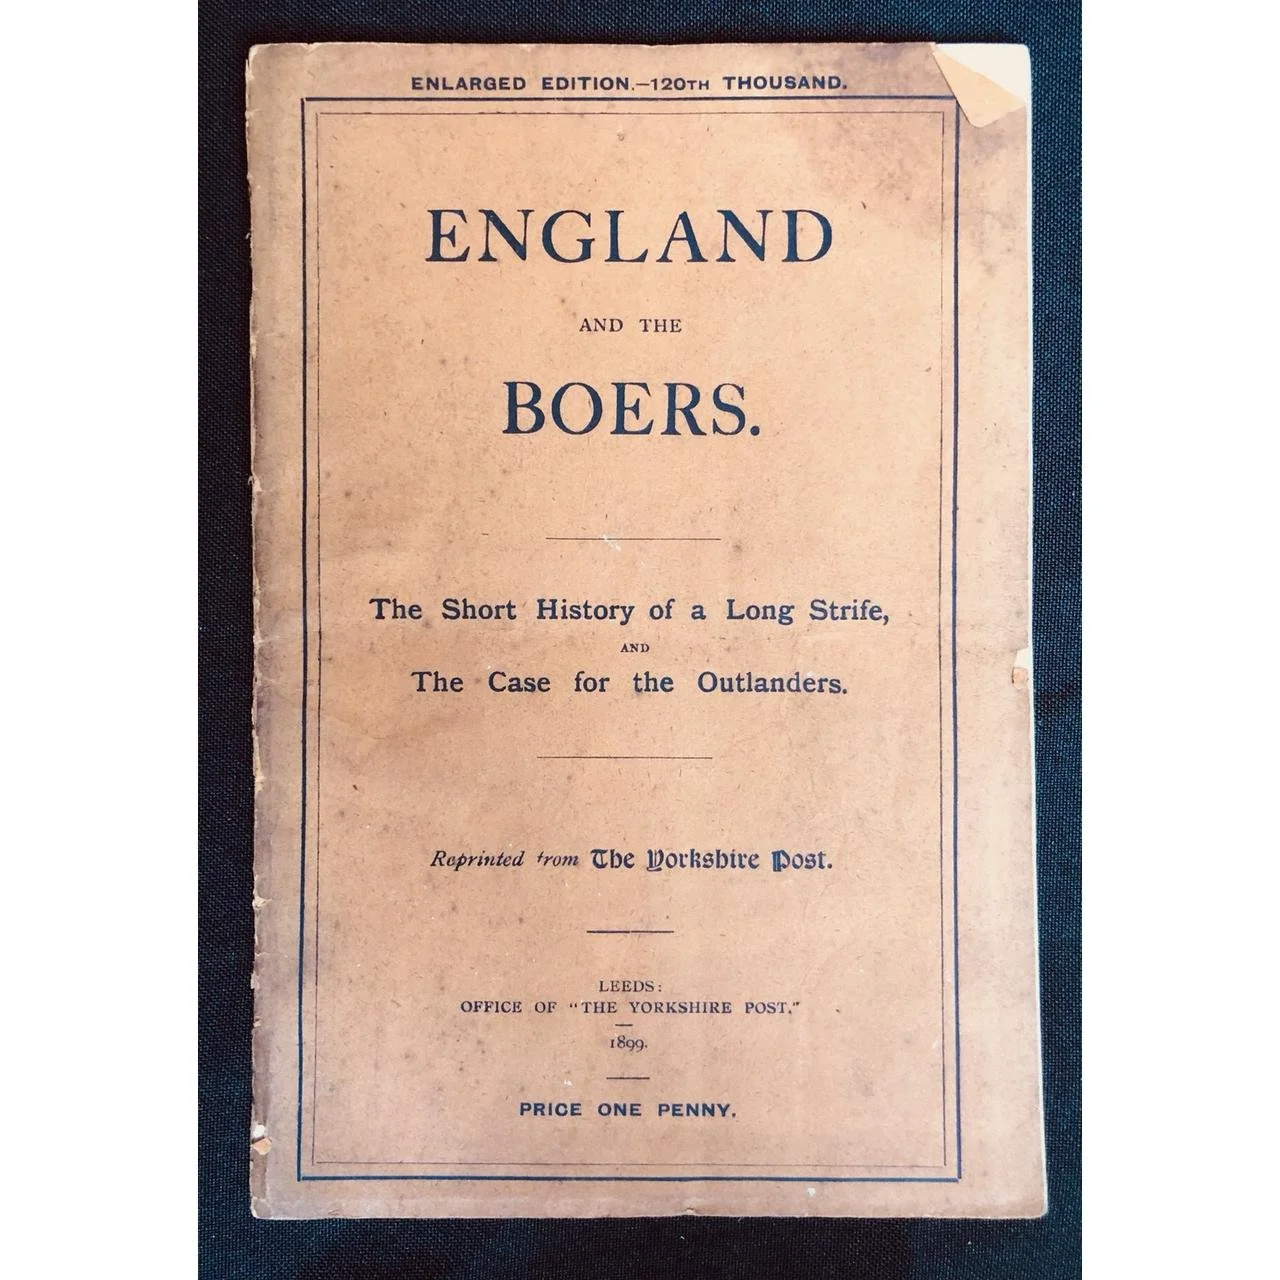 ENLARGED EDITION.—120TH THOUSAND.
ENGLAND
AND THE
BOERS.
The Short History of a Long Strife,
AND
The Case for the Outlanders.
Reprinted from The Yorkshire Post.
LEEDS:
OFFICE OF "THE YORKSHIRE POST."
1899.
PRICE ONE PENNY.